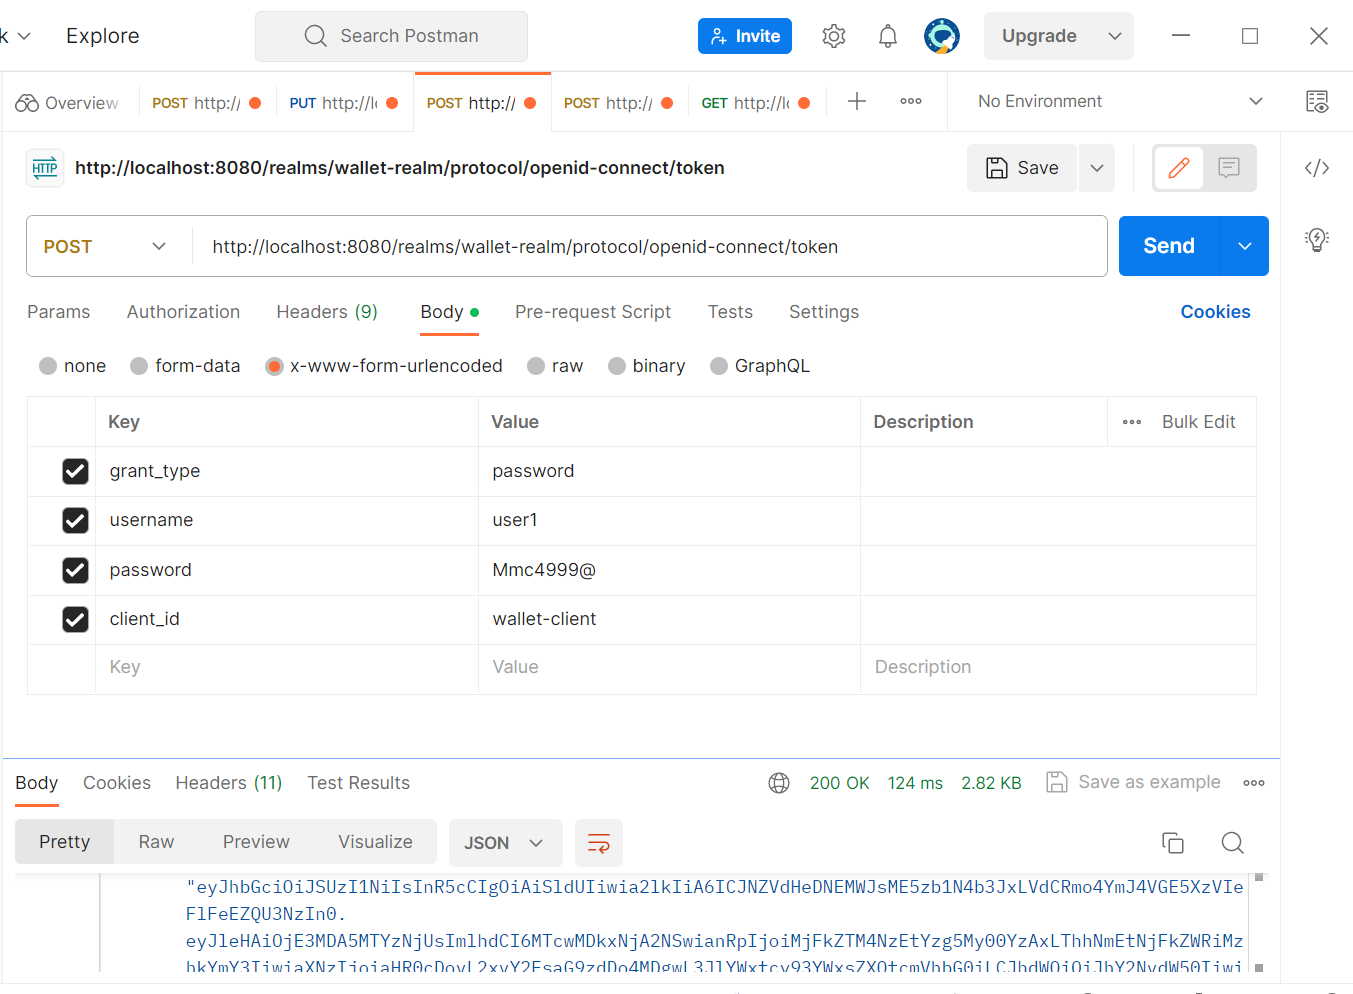 k Explore Search Postman Invite Upgrade
Overview POST http:/ PUT http://l POST http:// POST http:/ GET http://l No Environment
HTTP http://localhost:8080/realms/wallet-realm/protocol/openid-connect/token Save
POST http://localhost:8080/realms/wallet-realm/protocol/openid-connect/token Send
Params Authorization Headers (9) Body Pre-request Script Tests Settings Cookies
none form-data x-www-form-urlencoded raw binary GraphQL
Key Value Description Bulk Edit
grant_type password
username user1
password Mmc4999@
client_id wallet-client
Key Value Description
Body Cookies Headers (11) Test Results 200 OK 124 ms 2.82 KB Save as example
Pretty Raw Preview Visualize JSON
"eyJhbGciOiJSUzI1NiIsInR5cCIgOiAiSldUIiwia2lkIiA6ICJNZVdHeDNEMWJsME5zb1N4b3JxLVdCRmo4YmJ4VGE5XzVIe
FlFeEZQU3NzIn0.
eyJleHAiOjE3MDA5MTYzNjUsImlhdCI6MTcwMDkxNjA2NSwianRpIjoiMjFkZTM4NzEtYzg5My00YzAxLThhNmEtNjFkZWRiMz